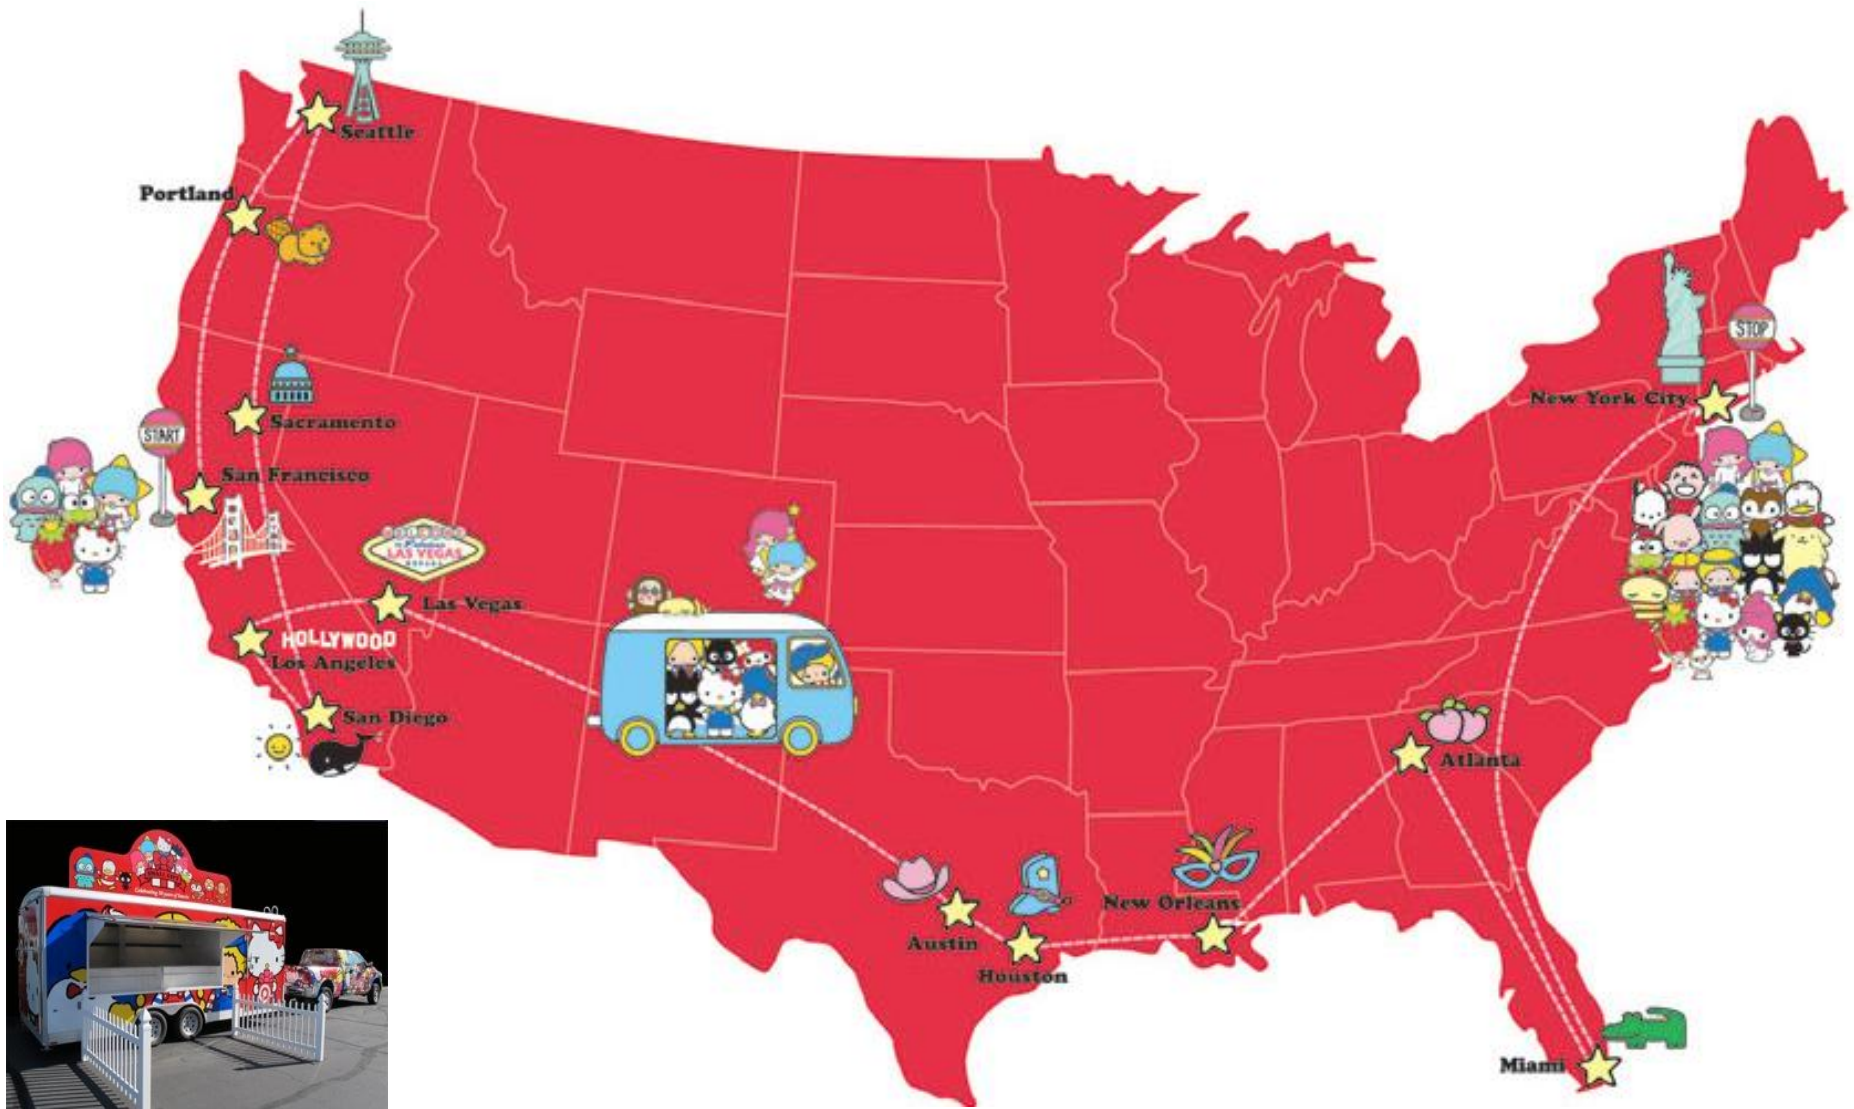 Seattle
Portland
Sacramento
START
San Francisco
LAS VEGAS
Las Vegas
HOLLYWOOD
Los Angeles
San Diego
STOP
New York City
Atlanta
New Orleans
Austin
Houston
Miami